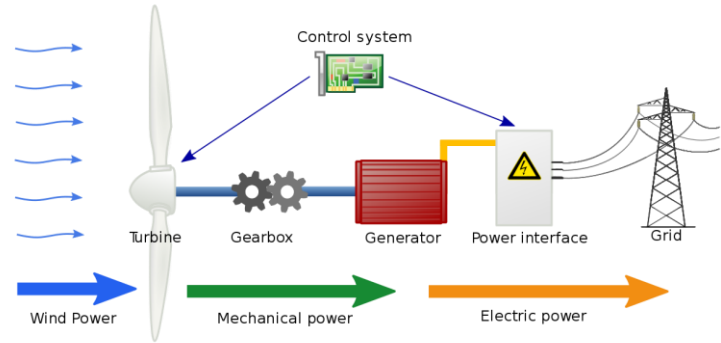 Control system
Turbine
Gearbox
Generator
Power interface
Grid
Wind Power
Mechanical power
Electric power